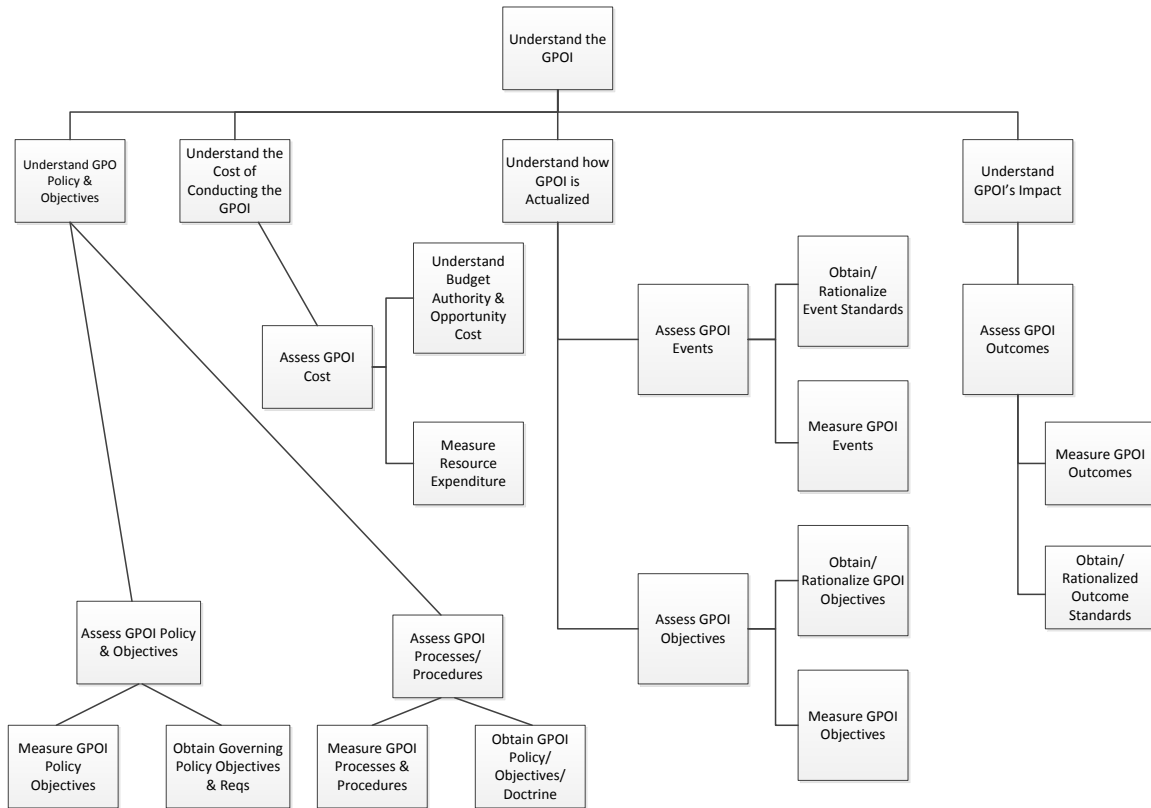 Understand the
GPOI
Understand GPO
Policy &
Objectives
Understand the
Cost of
Conducting the
GPOI
Understand how
GPOI is
Actualized
Understand
GPOI’s Impact
Understand
Budget
Authority &
Opportunity
Cost
Assess GPOI
Cost
Measure
Resource
Expenditure
Obtain/
Rationalize
Event Standards
Assess GPOI
Events
Measure GPOI
Events
Assess GPOI
Outcomes
Measure GPOI
Outcomes
Obtain/
Rationalized
Outcome
Standards
Obtain/
Rationalize GPOI
Objectives
Assess GPOI
Objectives
Measure GPOI
Objectives
Assess GPOI Policy
& Objectives
Assess GPOI
Processes/
Procedures
Measure GPOI
Policy
Objectives
Obtain Governing
Policy Objectives
& Reqs
Measure GPOI
Processes &
Procedures
Obtain GPOI
Policy/
Objectives/
Doctrine